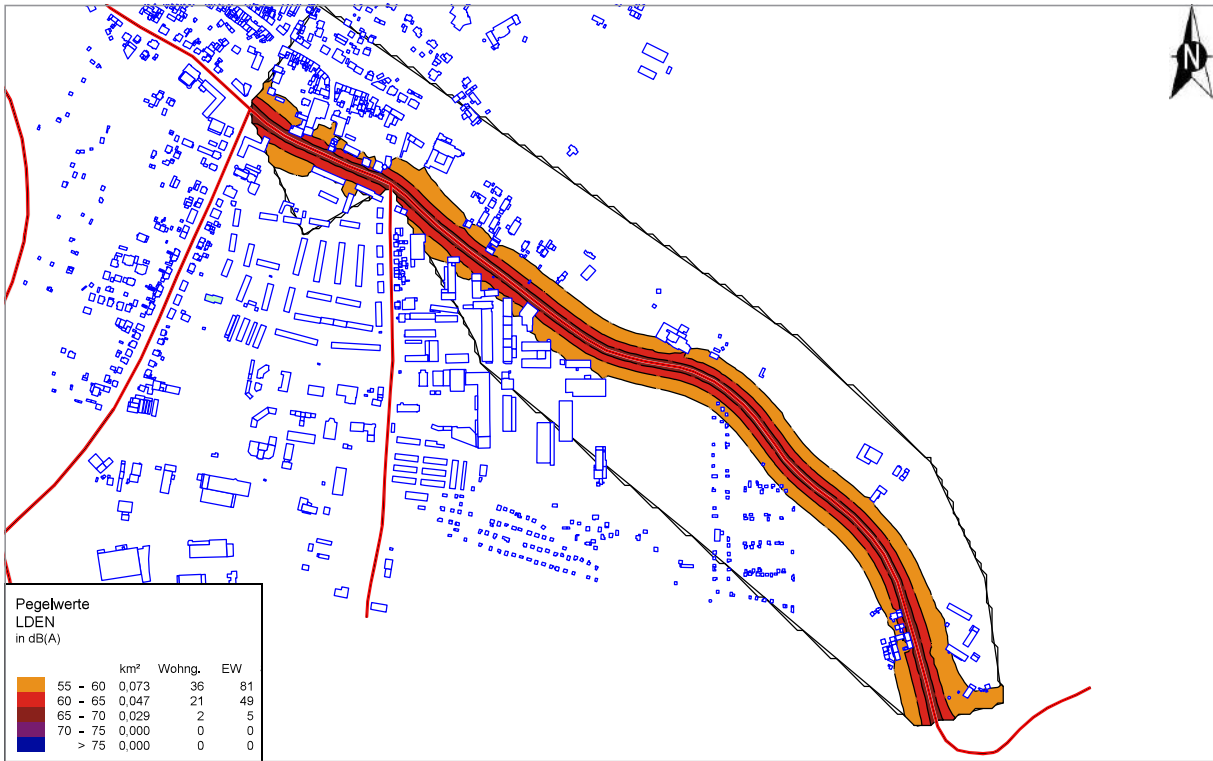 N
Pegelwerte
LDEN
in dB(A)
km² Wohng. EW
55 - 60 0,073 36 81
60 - 65 0,047 21 49
65 - 70 0,029 2 5
70 - 75 0,000 0 0
> 75 0,000 0 0